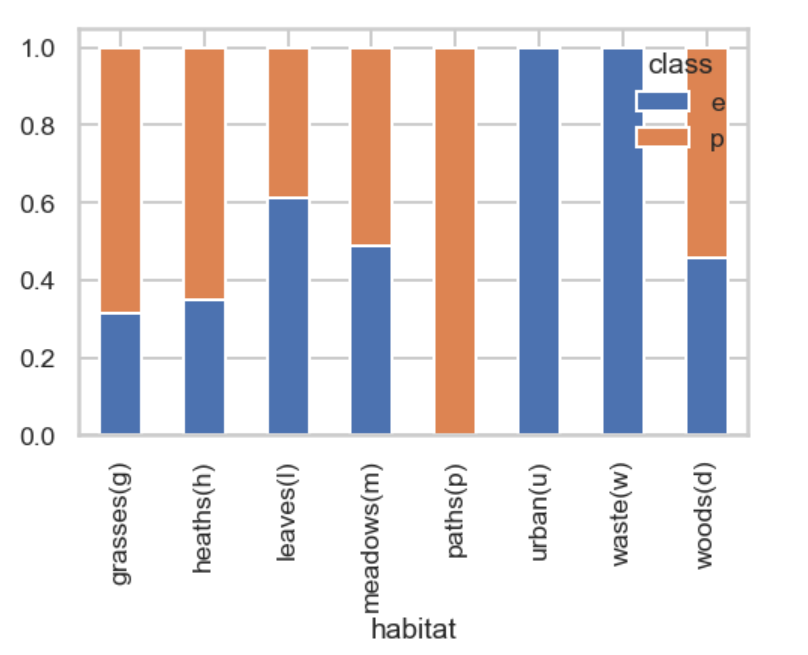 1.0
0.8
0.6
0.4
0.2
0.0
class
e
p
grasses(g)
heaths(h)
leaves(l)
meadows(m)
paths(p)
urban(u)
waste(w)
woods(d)
habitat